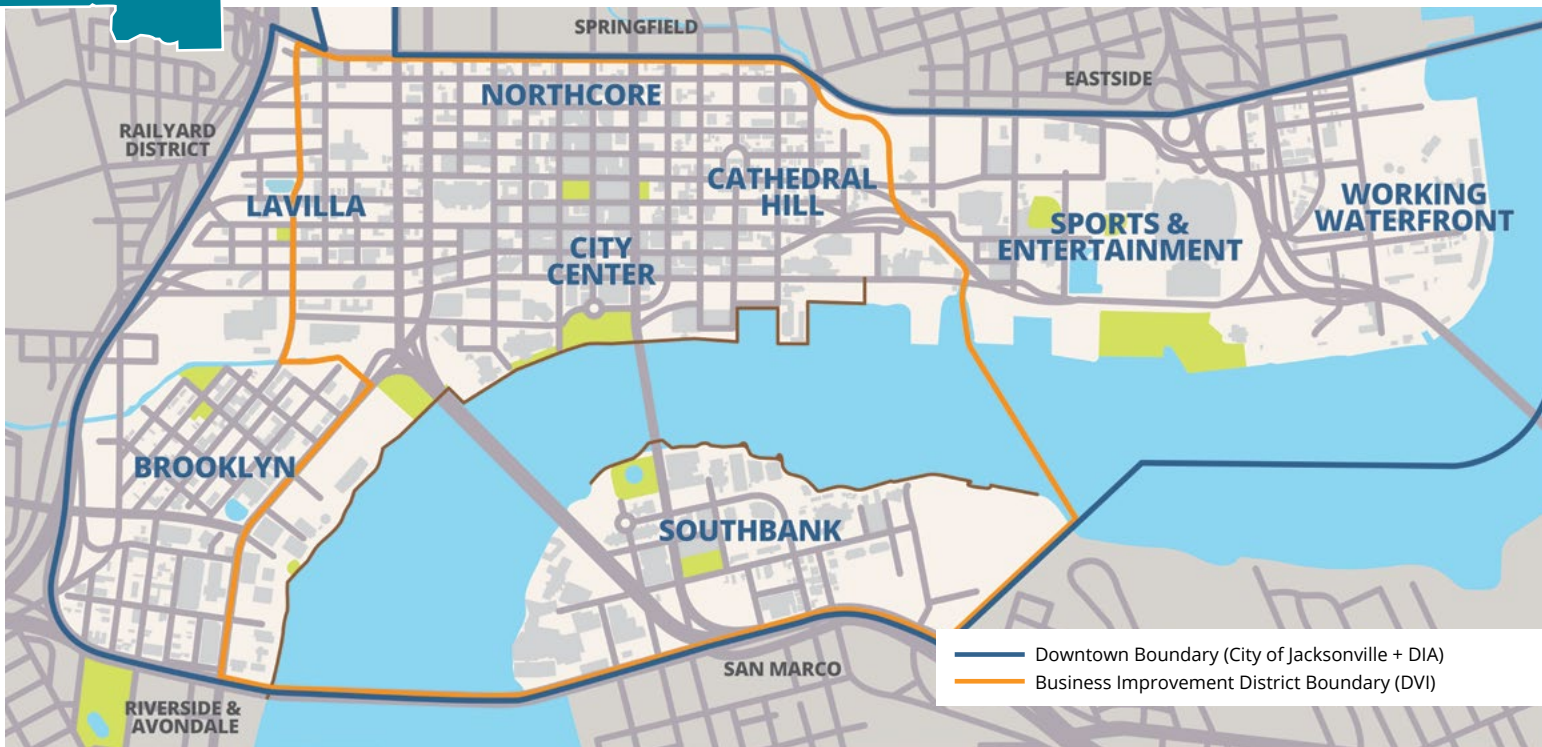 SPRINGFIELD
EASTSIDE
NORTHCORE
RAILYARD
DISTRICT
LAVILLA
CATHEDRAL
HILL
WORKING
WATERFRONT
SPORTS &
ENTERTAINMENT
CITY
CENTER
BROOKLYN
SOUTHBANK
SAN MARCO
RIVERSIDE &
AVONDALE
Downtown Boundary (City of Jacksonville + DIA)
Business Improvement District Boundary (DVI)